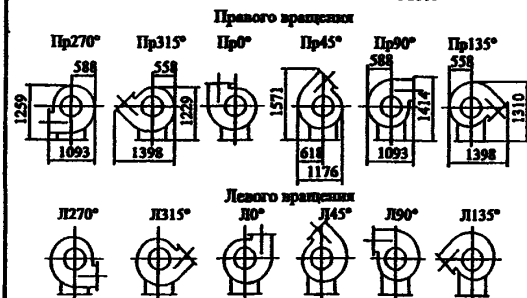 Правого вращения
Пр270° Пр315° Пр0° Пр45° Пр90° Пр135°
588 558 588 558
1259 1229 1571 1414 1310
618
1093 1398 1176 1093 1398
Левого вращения
Л270° Л315° Л0° Л45° Л90° Л135°